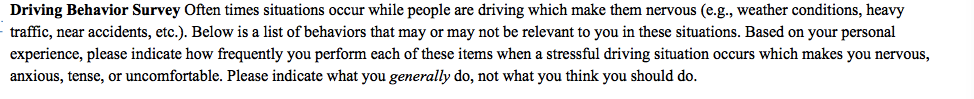 Driving Behavior Survey Often times situations occur while people are driving which make them nervous (e.g., weather conditions, heavy
traffic, near accidents, etc.). Below is a list of behaviors that may or may not be relevant to you in these situations. Based on your personal
experience, please indicate how frequently you perform each of these items when a stressful driving situation occurs which makes you nervous,
anxious, tense, or uncomfortable. Please indicate what you generally do, not what you think you should do.